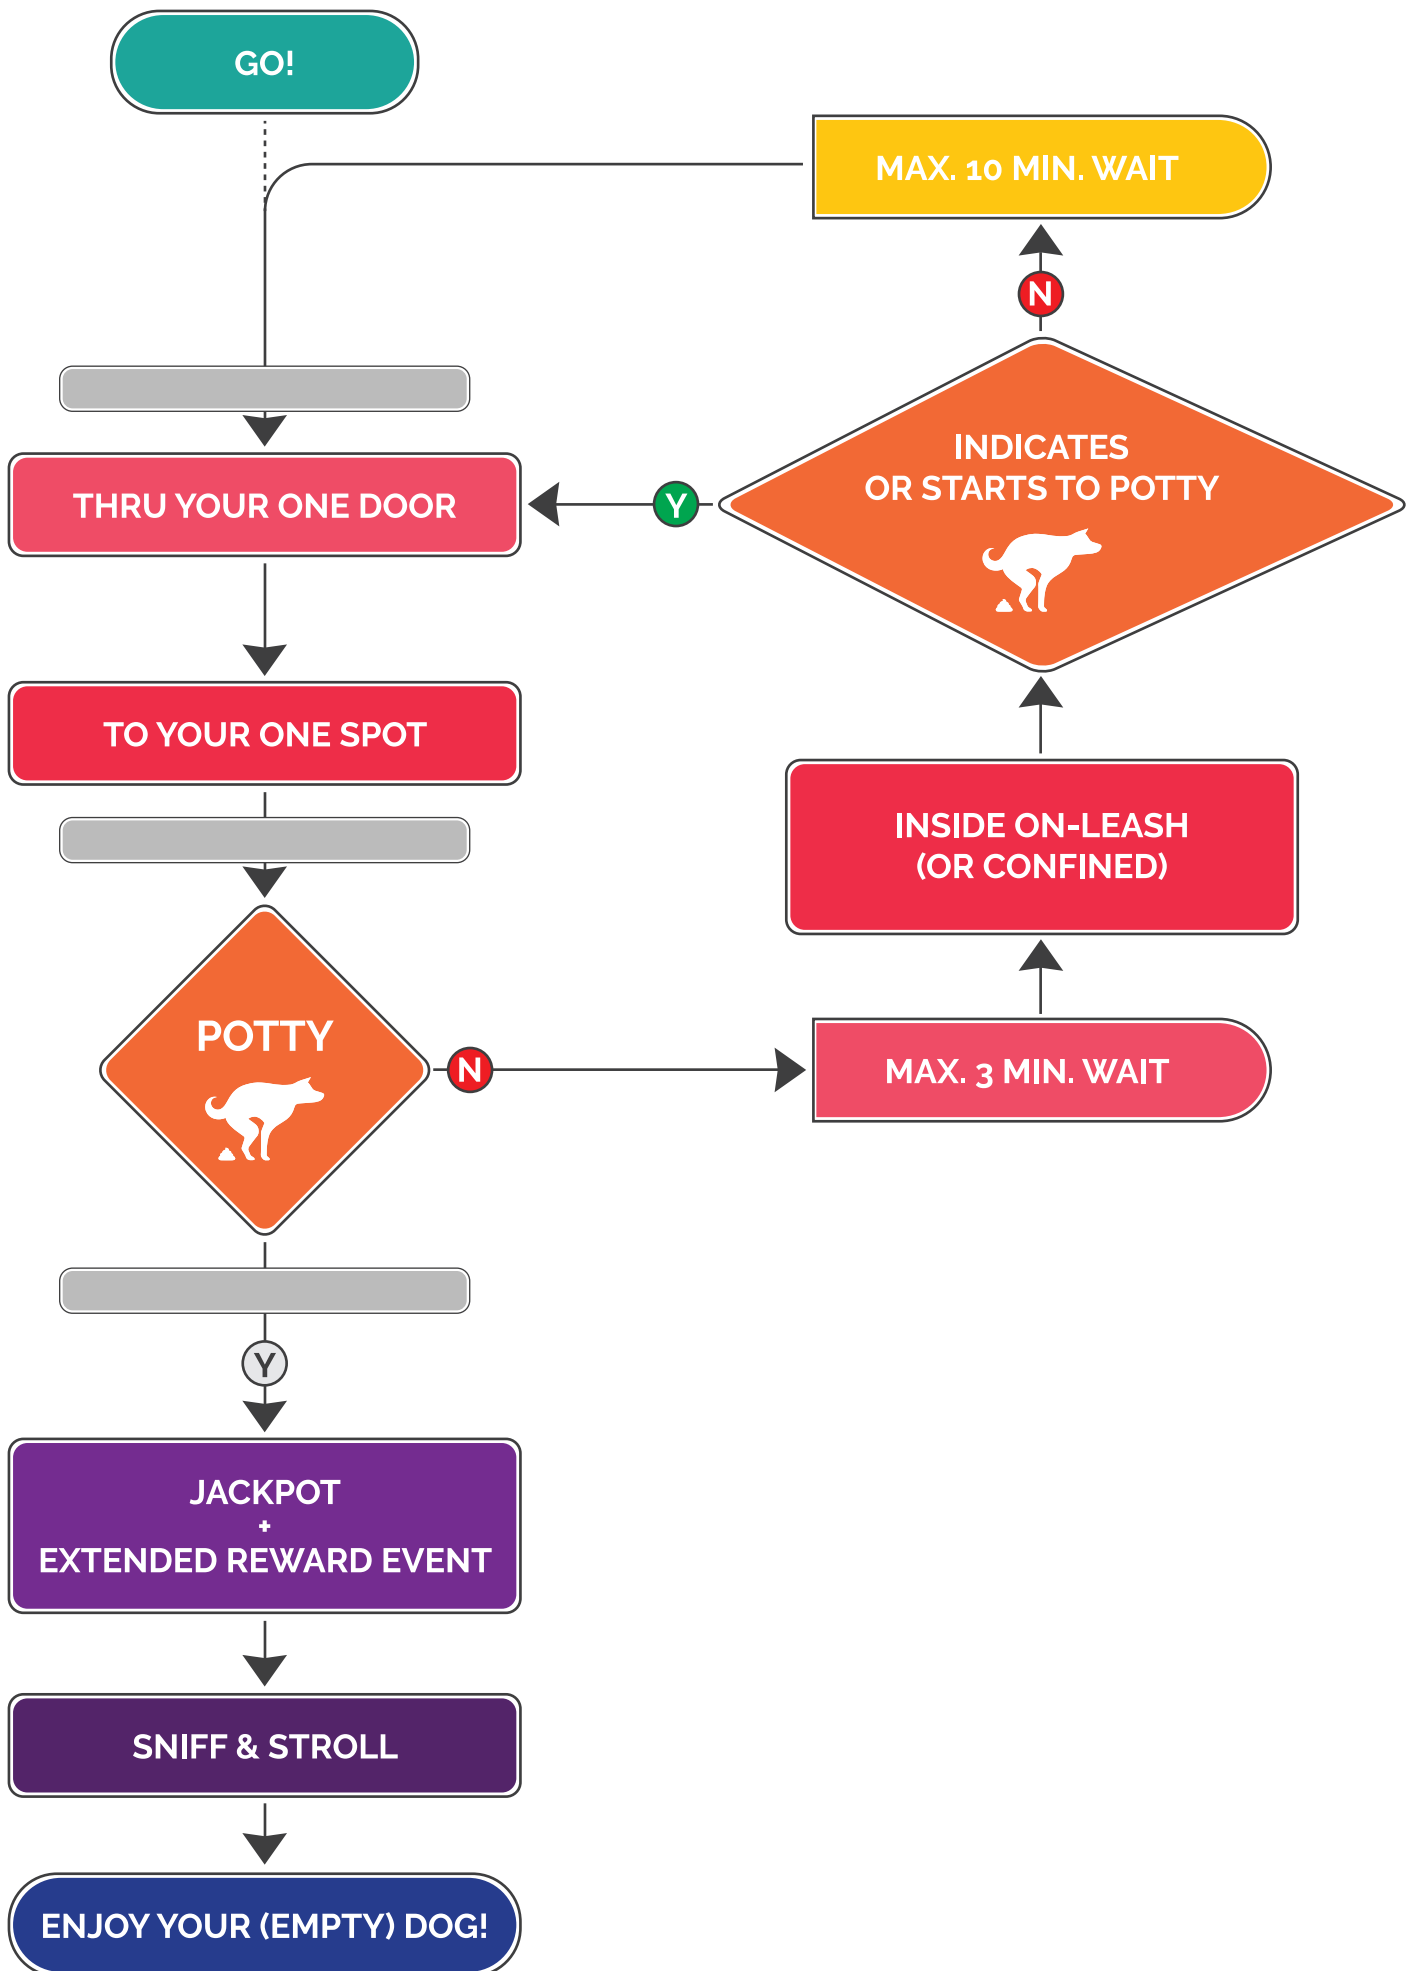 GO!
MAX. 10 MIN. WAIT
N
INDICATES
OR STARTS TO POTTY
Y
THRU YOUR ONE DOOR
TO YOUR ONE SPOT
INSIDE ON-LEASH
(OR CONFINED)
POTTY
N
MAX. 3 MIN. WAIT
Y
JACKPOT
+
EXTENDED REWARD EVENT
SNIFF & STROLL
ENJOY YOUR (EMPTY) DOG!